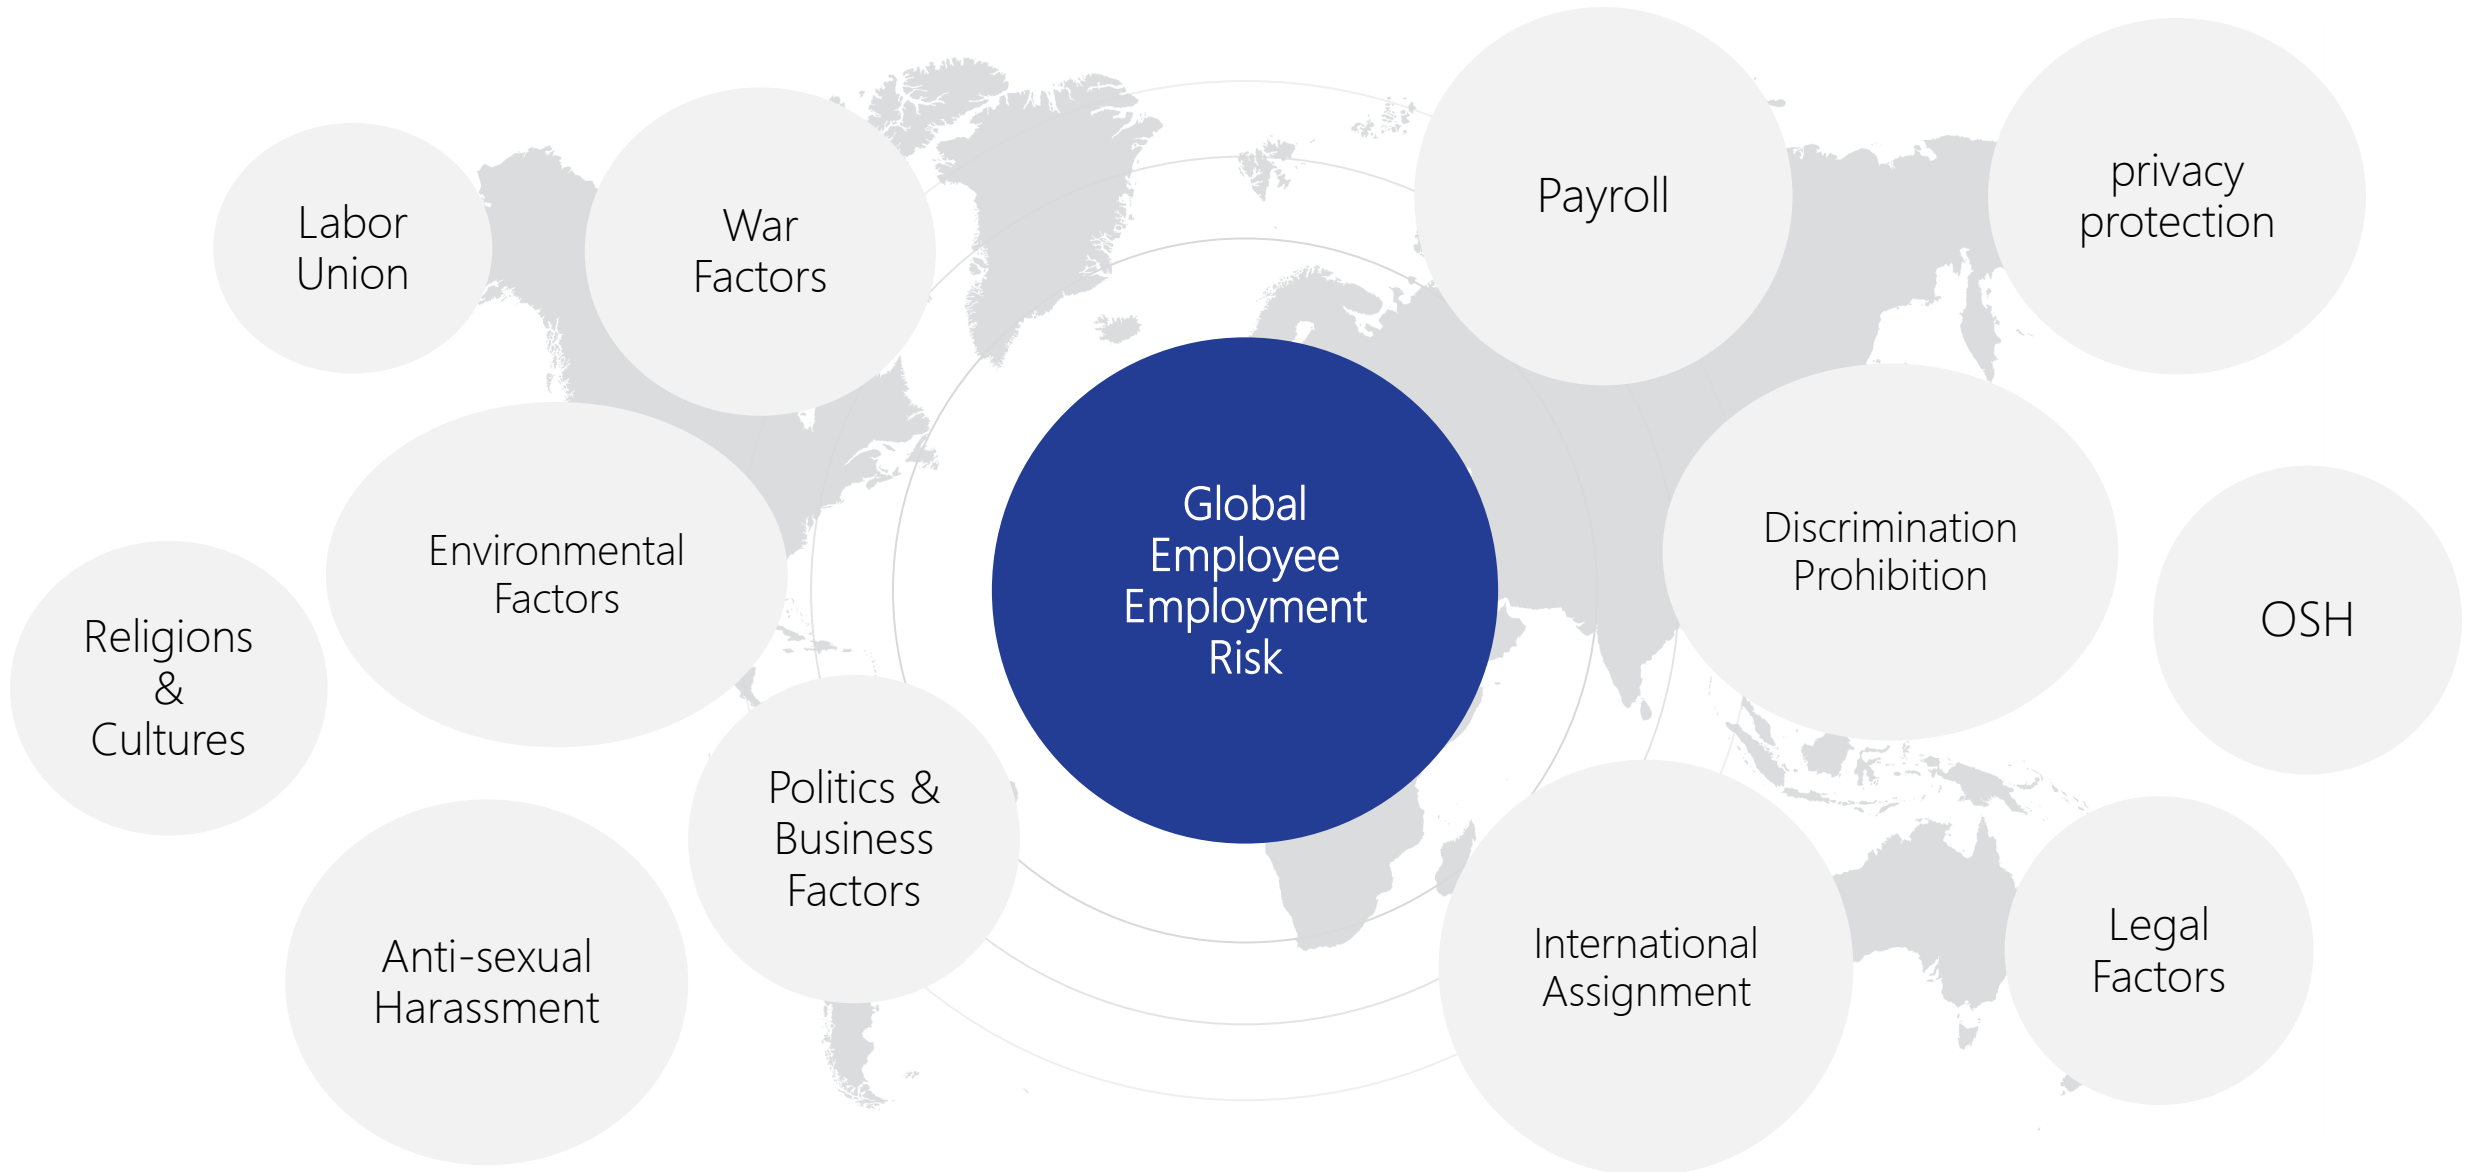 Labor
Union
War
Factors
Payroll
privacy
protection
Environmental
Factors
Global
Employee
Employment
Risk
Discrimination
Prohibition
OSH
Religions
&
Cultures
Politics &
Business
Factors
Anti-sexual
Harassment
International
Assignment
Legal
Factors